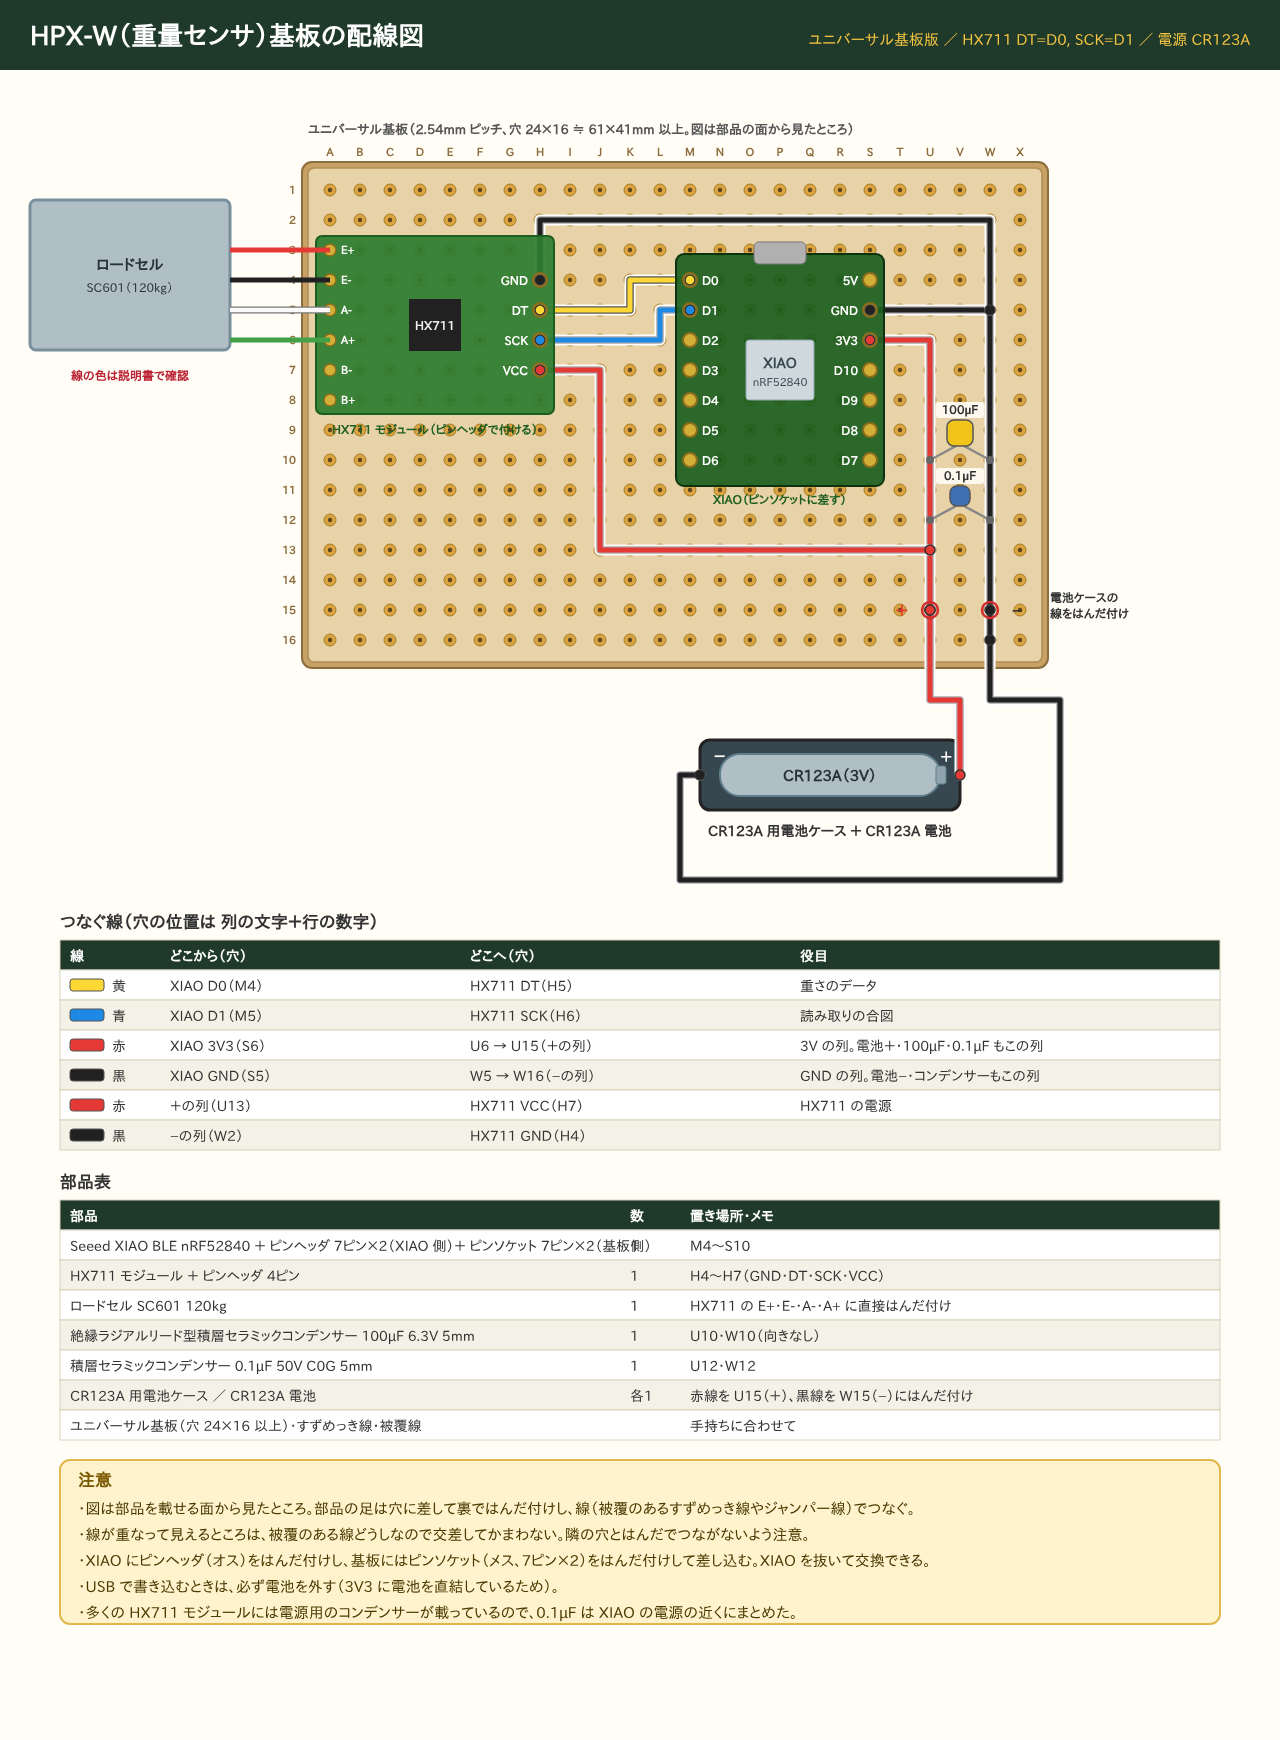 HPX-W（重量センサ）基板の配線図
ユニバーサル基板版 ／ HX711 DT=D0, SCK=D1 ／ 電源 CR123A
ユニバーサル基板（2.54mm ピッチ、穴 24×16 ≒ 61×41mm 以上。図は部品の面から見たところ）
A B C D E F G H I J K L M N O P Q R S T U V W X
1
2
3
4
5
6
7
8
9
10
11
12
13
14
15
16
ロードセル
SC601（120kg）
線の色は説明書で確認
E+
E-
A-
A+
B-
B+
HX711
GND
DT
SCK
VCC
HX711 モジュール（ピンヘッダで付ける）
D0
D1
D2
D3
D4
D5
D6
XIAO
nRF52840
5V
GND
3V3
D10
D9
D8
D7
XIAO（ピンソケットに差す）
100µF
0.1µF
+
−
電池ケースの
線をはんだ付け
− +
CR123A（3V）
CR123A 用電池ケース ＋ CR123A 電池
つなぐ線（穴の位置は 列の文字＋行の数字）
線 どこから（穴） どこへ（穴） 役目
黄 XIAO D0（M4） HX711 DT（H5） 重さのデータ
青 XIAO D1（M5） HX711 SCK（H6） 読み取りの合図
赤 XIAO 3V3（S6） U6 → U15（＋の列） 3V の列。電池＋・100µF・0.1µF もこの列
黒 XIAO GND（S5） W5 → W16（−の列） GND の列。電池−・コンデンサーもこの列
赤 ＋の列（U13） HX711 VCC（H7） HX711 の電源
黒 −の列（W2） HX711 GND（H4）
部品表
部品 数 置き場所・メモ
Seeed XIAO BLE nRF52840 ＋ ピンヘッダ 7ピン×2（XIAO 側）＋ ピンソケット 7ピン×2（基板側） M4〜S10
HX711 モジュール ＋ ピンヘッダ 4ピン 1 H4〜H7（GND・DT・SCK・VCC）
ロードセル SC601 120kg 1 HX711 の E+・E-・A-・A+ に直接はんだ付け
絶縁ラジアルリード型積層セラミックコンデンサー 100µF 6.3V 5mm 1 U10・W10（向きなし）
積層セラミックコンデンサー 0.1µF 50V C0G 5mm 1 U12・W12
CR123A 用電池ケース ／ CR123A 電池 各1 赤線を U15（＋）、黒線を W15（−）にはんだ付け
ユニバーサル基板（穴 24×16 以上）・すずめっき線・被覆線 手持ちに合わせて
注意
・図は部品を載せる面から見たところ。部品の足は穴に差して裏ではんだ付けし、線（被覆のあるすずめっき線やジャンパー線）でつなぐ。
・線が重なって見えるところは、被覆のある線どうしなので交差してかまわない。隣の穴とはんだでつながないよう注意。
・XIAO にピンヘッダ（オス）をはんだ付けし、基板にはピンソケット（メス、7ピン×2）をはんだ付けして差し込む。XIAO を抜いて交換できる。
・USB で書き込むときは、必ず電池を外す（3V3 に電池を直結しているため）。
・多くの HX711 モジュールには電源用のコンデンサーが載っているので、0.1µF は XIAO の電源の近くにまとめた。